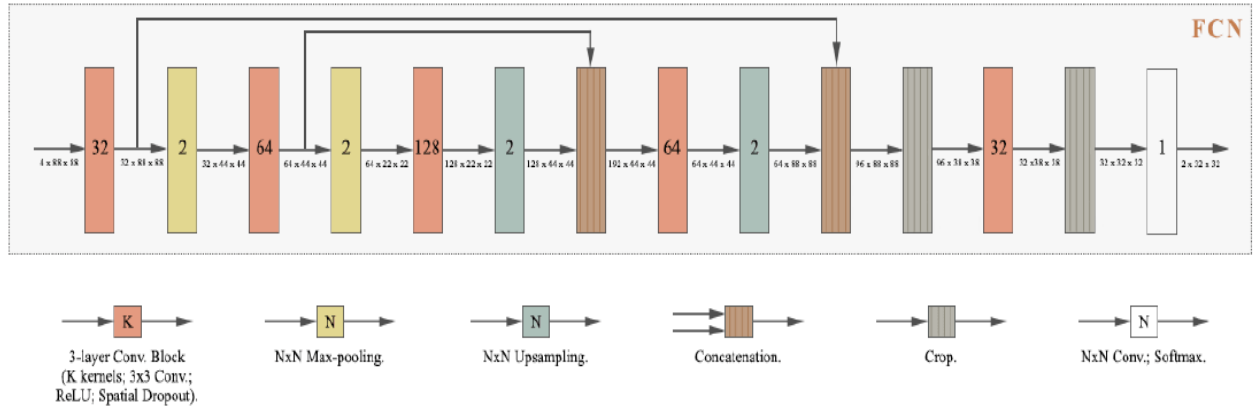 FCN
32
2
64
2
128
2
64
2
32
1
4 x 88 x 88
32 x 88 x 88
32 x 44 x 44
64 x 44 x 44
64 x 22 x 22
128 x 22 x 22
128 x 44 x 44
192 x 44 x 44
64 x 44 x 44
64 x 88 x 88
96 x 88 x 88
96 x 38 x 38
32 x38 x 38
32 x 32 x 32
2 x 32 x 32
K
N
N
N
3-layer Conv. Block
(K kernels; 3x3 Conv.;
ReLU; Spatial Dropout).
NxN Max-pooling.
NxN Upsampling.
Concatenation.
Crop.
NxN Conv.; Softmax.